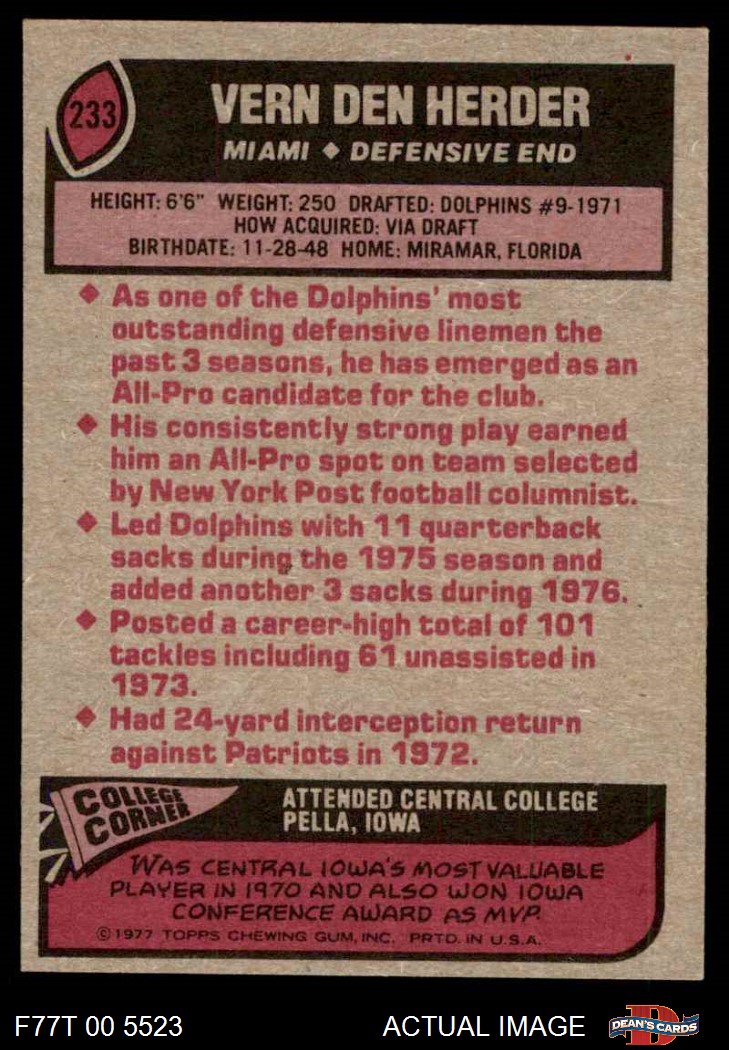 233
VERN DEN HERDER
MIAMI ◆ DEFENSIVE END
HEIGHT: 6'6" WEIGHT: 250 DRAFTED: DOLPHINS #9-1971
HOW ACQUIRED: VIA DRAFT
BIRTHDATE: 11-28-48 HOME: MIRAMAR, FLORIDA
◆ As one of the Dolphins' most
outstanding defensive linemen the
past 3 seasons, he has emerged as an
All-Pro candidate for the club.
◆ His consistently strong play earned
him an All-Pro spot on team selected
by New York Post football columnist.
◆ Led Dolphins with 11 quarterback
sacks during the 1975 season and
added another 3 sacks during 1976.
◆ Posted a career-high total of 101
tackles including 61 unassisted in
1973.
◆ Had 24-yard interception return
against Patriots in 1972.
COLLEGE
CORNER
ATTENDED CENTRAL COLLEGE
PELLA, IOWA
WAS CENTRAL IOWA'S MOST VALUABLE
PLAYER IN 1970 AND ALSO WON IOWA
CONFERENCE AWARD AS MVP.
©1977 TOPPS CHEWING GUM, INC. PRTD. IN U.S.A.
F77T 00 5523
ACTUAL IMAGE
D
DEAN'S CARDS